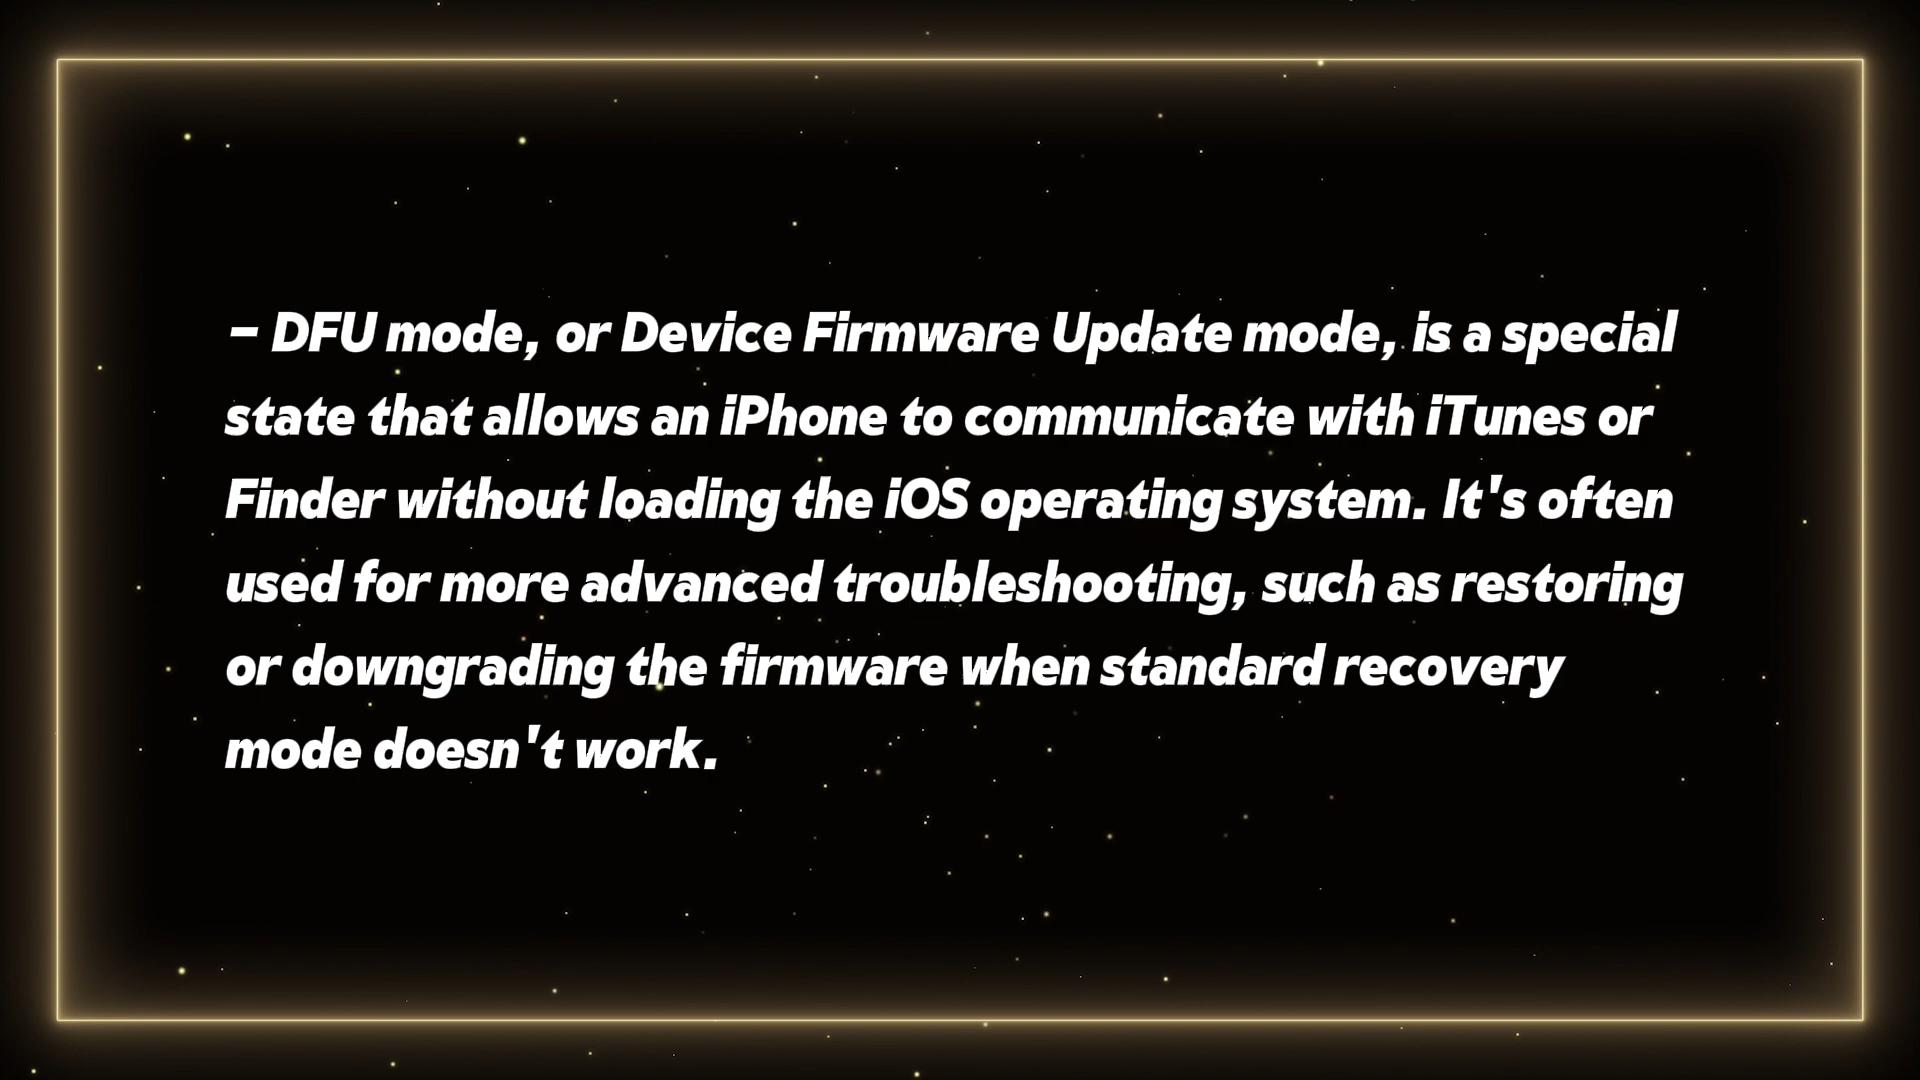 - DFU mode, or Device Firmware Update mode, is a special
state that allows an iPhone to communicate with iTunes or
Finder without loading the iOS operating system. It's often
used for more advanced troubleshooting, such as restoring
or downgrading the firmware when standard recovery
mode doesn't work.